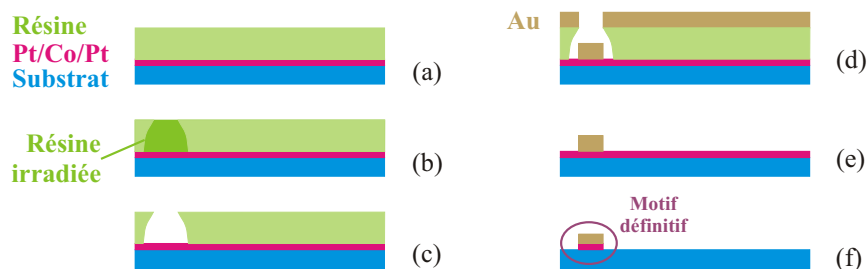 Résine
Pt/Co/Pt
Substrat
(a)
Résine
irradiée
(b)
(c)
Au
(d)
(e)
Motif
définitif
(f)